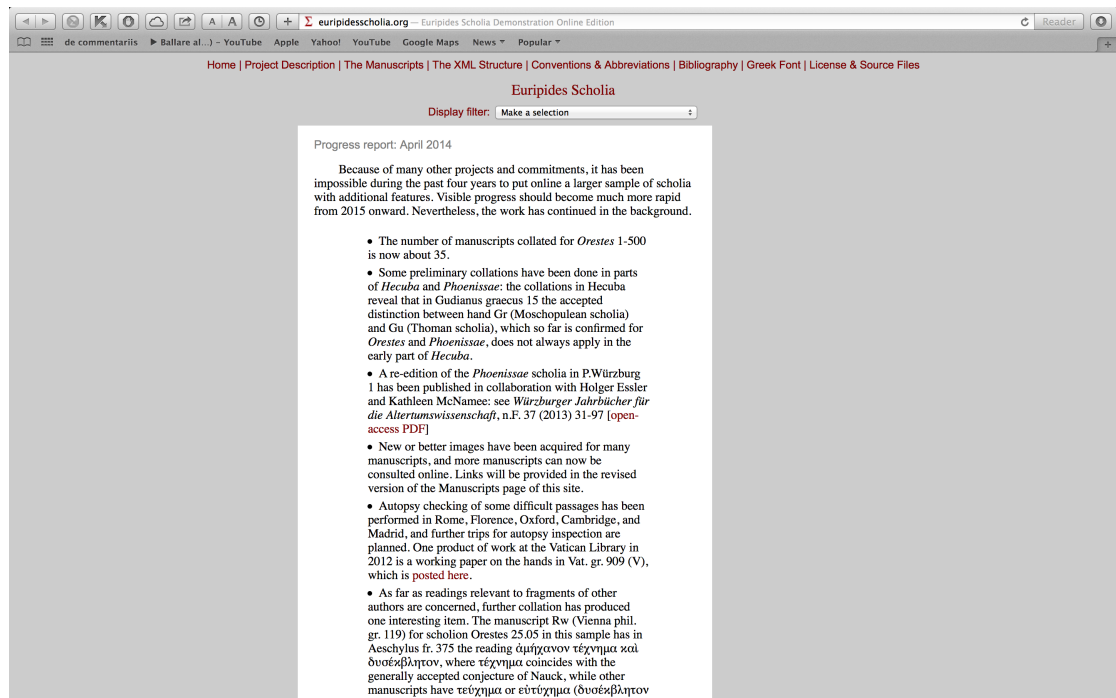 euripidesscholia.org — Euripides Scholia Demonstration Online Edition
Reader
de commentariis ▶ Ballare al...) – YouTube Apple Yahoo! YouTube Google Maps News ▾ Popular ▾
Home | Project Description | The Manuscripts | The XML Structure | Conventions & Abbreviations | Bibliography | Greek Font | License & Source Files
Euripides Scholia
Display filter: Make a selection
Progress report: April 2014
Because of many other projects and commitments, it has been
impossible during the past four years to put online a larger sample of scholia
with additional features. Visible progress should become much more rapid
from 2015 onward. Nevertheless, the work has continued in the background.
• The number of manuscripts collated for Orestes 1-500
is now about 35.
• Some preliminary collations have been done in parts
of Hecuba and Phoenissae: the collations in Hecuba
reveal that in Gudianus graecus 15 the accepted
distinction between hand Gr (Moschopulean scholia)
and Gu (Thoman scholia), which so far is confirmed for
Orestes and Phoenissae, does not always apply in the
early part of Hecuba.
• A re-edition of the Phoenissae scholia in P.Würzburg
1 has been published in collaboration with Holger Essler
and Kathleen McNamee: see Würzburger Jahrbücher für
die Altertumswissenschaft, n.F. 37 (2013) 31-97 [open-
access PDF]
• New or better images have been acquired for many
manuscripts, and more manuscripts can now be
consulted online. Links will be provided in the revised
version of the Manuscripts page of this site.
• Autopsy checking of some difficult passages has been
performed in Rome, Florence, Oxford, Cambridge, and
Madrid, and further trips for autopsy inspection are
planned. One product of work at the Vatican Library in
2012 is a working paper on the hands in Vat. gr. 909 (V),
which is posted here.
• As far as readings relevant to fragments of other
authors are concerned, further collation has produced
one interesting item. The manuscript Rw (Vienna phil.
gr. 119) for scholion Orestes 25.05 in this sample has in
Aeschylus fr. 375 the reading ἀμήχανον τέχνημα καὶ
δυσέκβλητον, where τέχνημα coincides with the
generally accepted conjecture of Nauck, while other
manuscripts have τεύχημα or εὐτύχημα (δυσέκβλητον